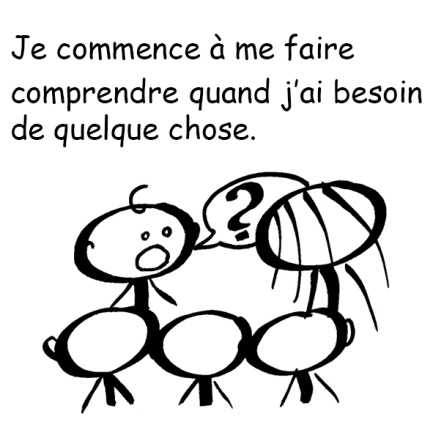 Je commence à me faire
comprendre quand j'ai besoin
de quelque chose.
?